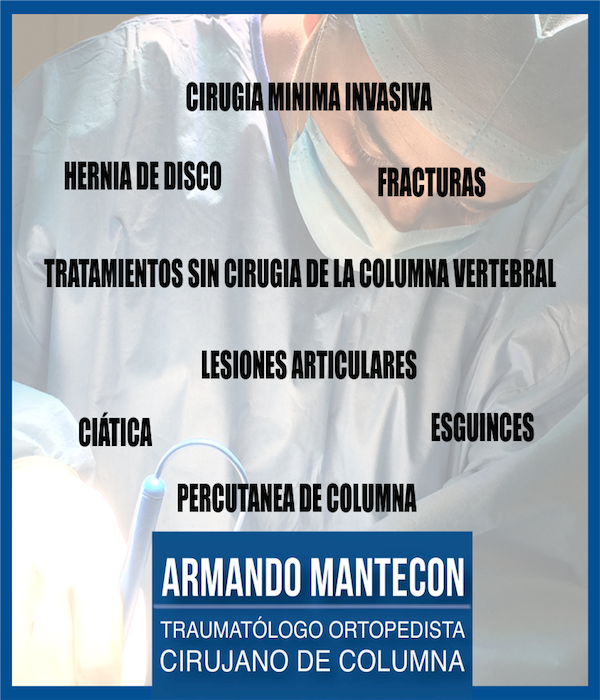 CIRUGIA MINIMA INVASIVA
HERNIA DE DISCO
FRACTURAS
TRATAMIENTOS SIN CIRUGIA DE LA COLUMNA VERTEBRAL
LESIONES ARTICULARES
CIÁTICA
ESGUINCES
PERCUTANEA DE COLUMNA
ARMANDO MANTECON
TRAUMATÓLOGO ORTOPEDISTA
CIRUJANO DE COLUMNA